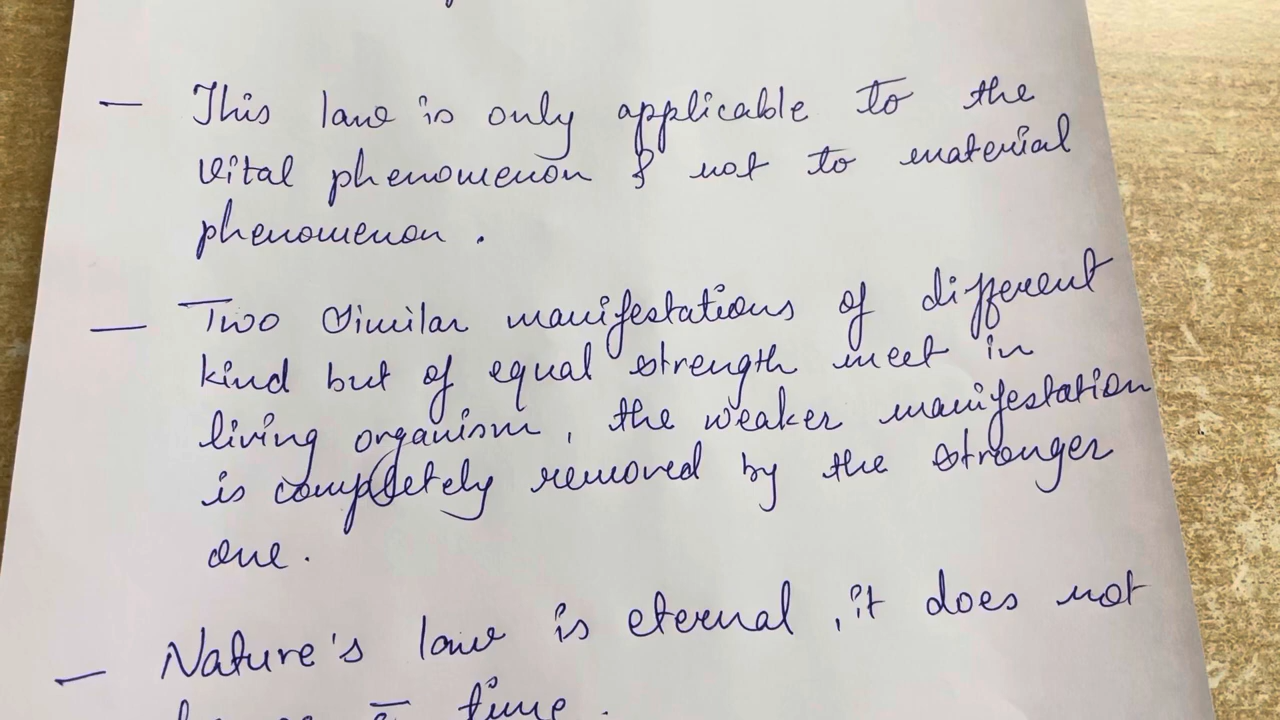 — This law is only applicable to the
vital phenomenon & not to material
phenomenon.
— Two Similar manifestations of different
kind but of equal strength meet in
living organism, the weaker manifestation
is completely removed by the stronger
one.
— Nature's law is eternal, it does not
time.